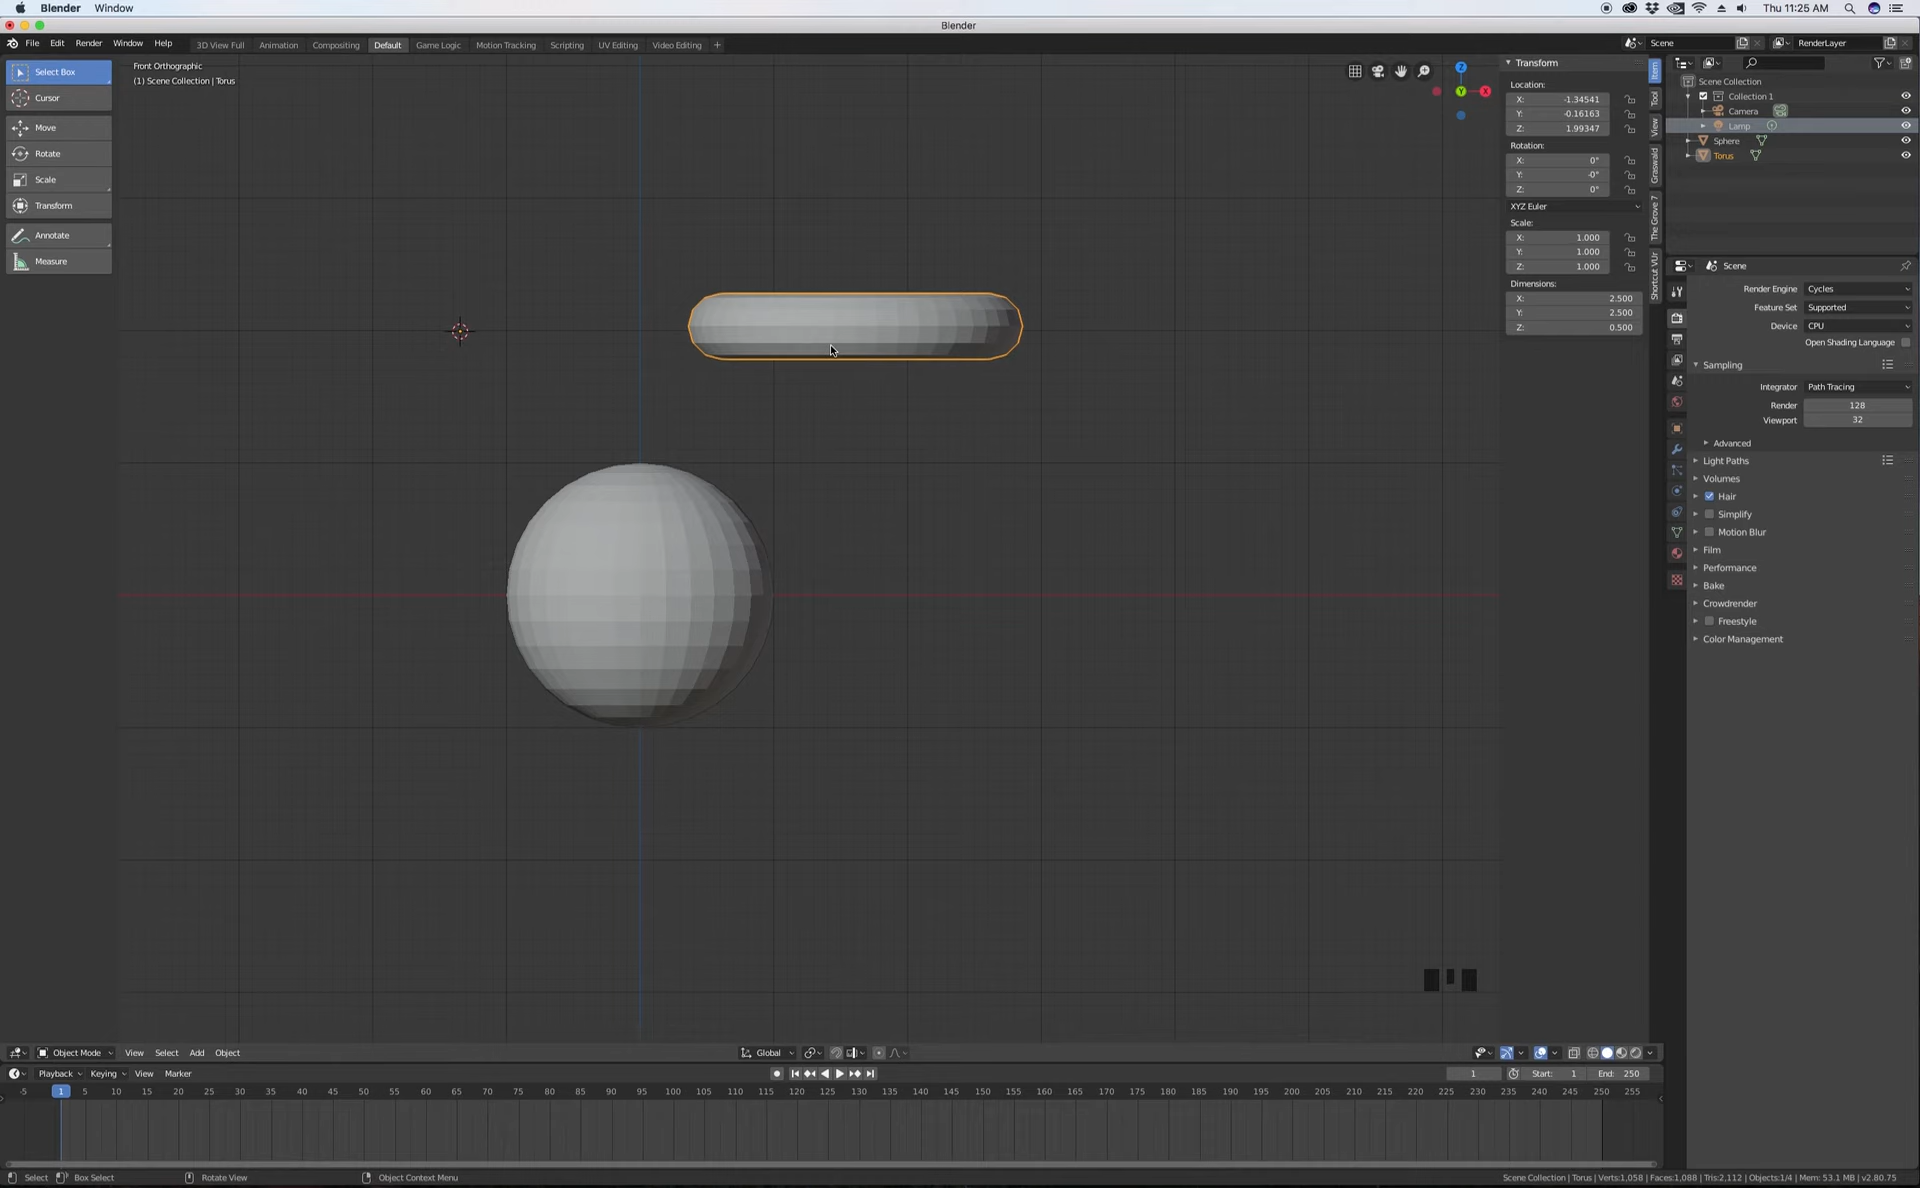 Blender Window Thu 11:25 AM
Blender
File Edit Render Window Help 3D View Full Animation Compositing Default Game Logic Motion Tracking Scripting UV Editing Video Editing + Scene RenderLayer
Select Box
Cursor
Move
Rotate
Scale
Transform
Annotate
Measure
Front Orthographic
(1) Scene Collection | Torus
Z
Y X
Transform
Location:
X: -1.34541
Y: -0.16163
Z: 1.99347
Rotation:
X: 0°
Y: -0°
Z: 0°
XYZ Euler
Scale:
X: 1.000
Y: 1.000
Z: 1.000
Dimensions:
X: 2.500
Y: 2.500
Z: 0.500
Item
Tool
View
Graswald
The Grove 7
Shortcut VUr
Scene Collection
Collection 1
Camera
Lamp
Sphere
Torus
Scene
Render Engine Cycles
Feature Set Supported
Device CPU
Open Shading Language
Sampling
Integrator Path Tracing
Render 128
Viewport 32
Advanced
Light Paths
Volumes
Hair
Simplify
Motion Blur
Film
Performance
Bake
Crowdrender
Freestyle
Color Management
Object Mode View Select Add Object Global
Playback Keying View Marker 1 Start: 1 End: 250
-5 1 5 10 15 20 25 30 35 40 45 50 55 60 65 70 75 80 85 90 95 100 105 110 115 120 125 130 135 140 145 150 155 160 165 170 175 180 185 190 195 200 205 210 215 220 225 230 235 240 245 250 255
Select Box Select Rotate View Object Context Menu Scene Collection | Torus | Verts:1,058 | Faces:1,088 | Tris:2,112 | Objects:1/4 | Mem: 53.1 MB | v2.80.75